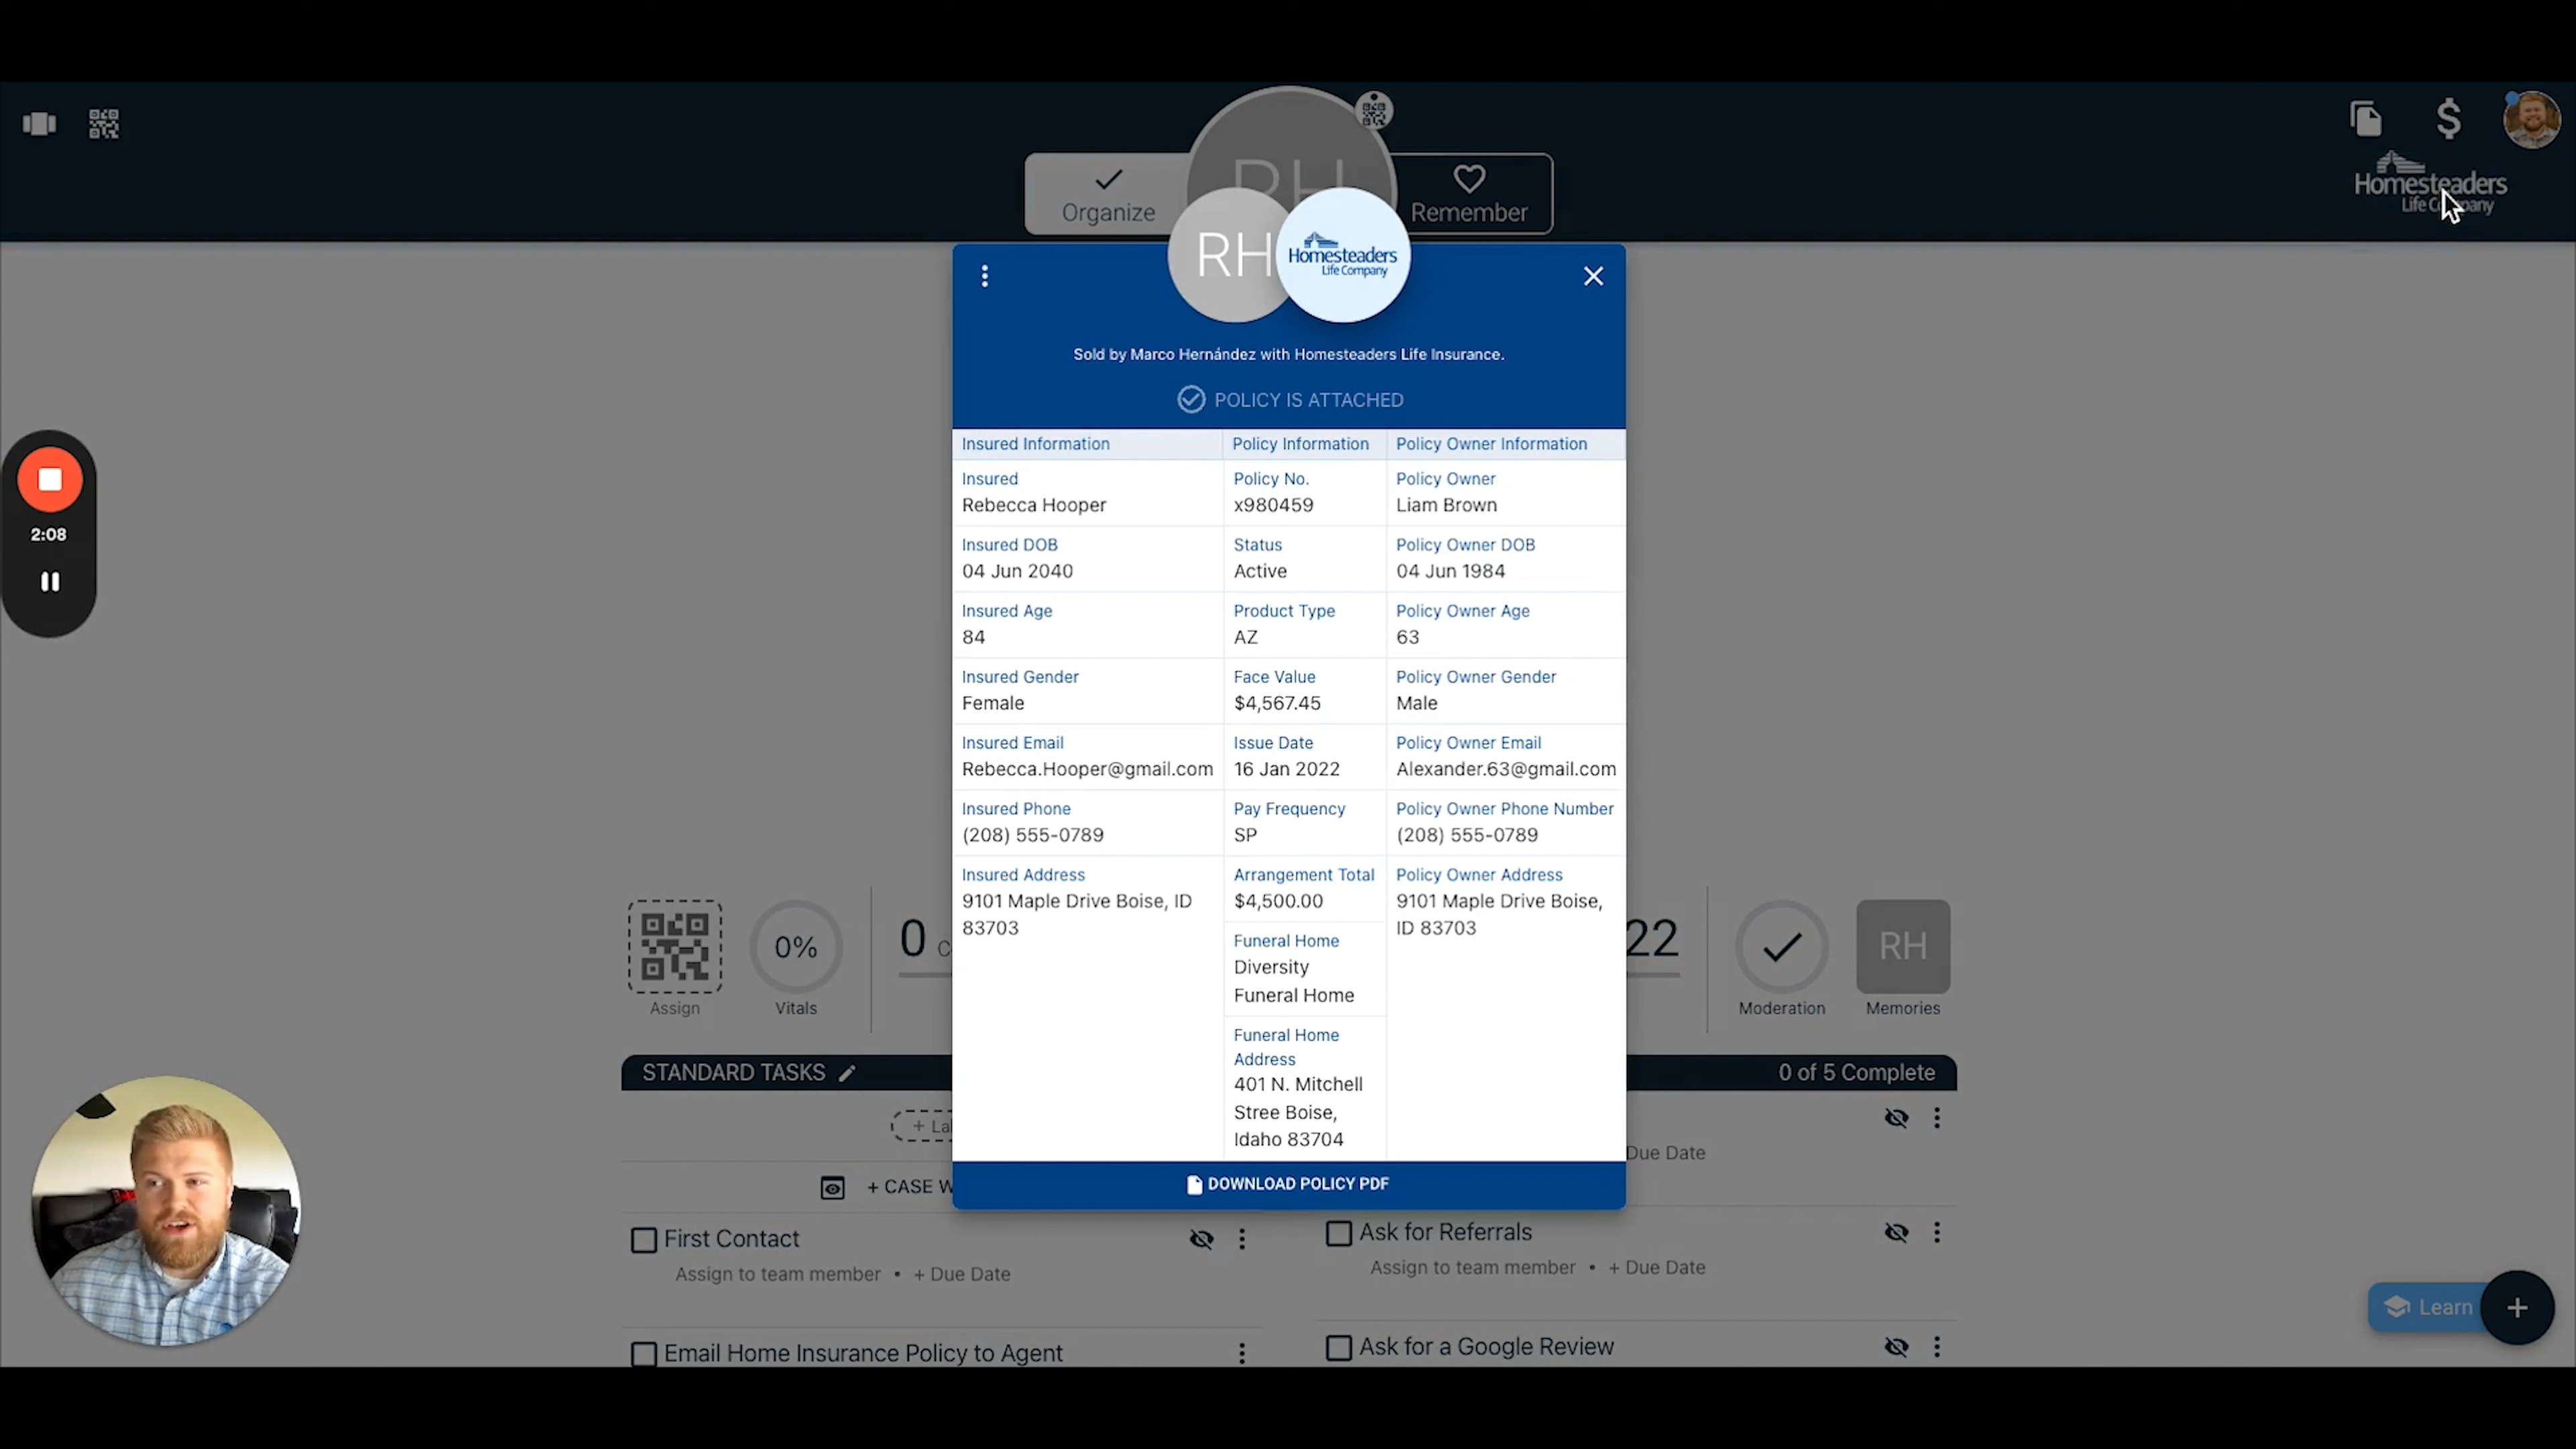 RH
Organize
Remember
Homesteaders
Life Company
RH
Homesteaders
Life Company
Sold by Marco Hernández with Homesteaders Life Insurance.
POLICY IS ATTACHED
Insured Information
Policy Information
Policy Owner Information
Insured
Rebecca Hooper
Policy No.
x980459
Policy Owner
Liam Brown
Insured DOB
04 Jun 2040
Status
Active
Policy Owner DOB
04 Jun 1984
Insured Age
84
Product Type
AZ
Policy Owner Age
63
Insured Gender
Female
Face Value
$4,567.45
Policy Owner Gender
Male
Insured Email
Rebecca.Hooper@gmail.com
Issue Date
16 Jan 2022
Policy Owner Email
Alexander.63@gmail.com
Insured Phone
(208) 555-0789
Pay Frequency
SP
Policy Owner Phone Number
(208) 555-0789
Insured Address
9101 Maple Drive Boise, ID
83703
Arrangement Total
$4,500.00
Policy Owner Address
9101 Maple Drive Boise,
ID 83703
Funeral Home
Diversity
Funeral Home
Funeral Home
Address
401 N. Mitchell
Stree Boise,
Idaho 83704
DOWNLOAD POLICY PDF
2:08
Assign
0%
Vitals
0 C
22
Moderation
RH
Memories
STANDARD TASKS
0 of 5 Complete
+ La
Due Date
+ CASE W
First Contact
Assign to team member • + Due Date
Ask for Referrals
Assign to team member • + Due Date
Email Home Insurance Policy to Agent
Ask for a Google Review
Learn